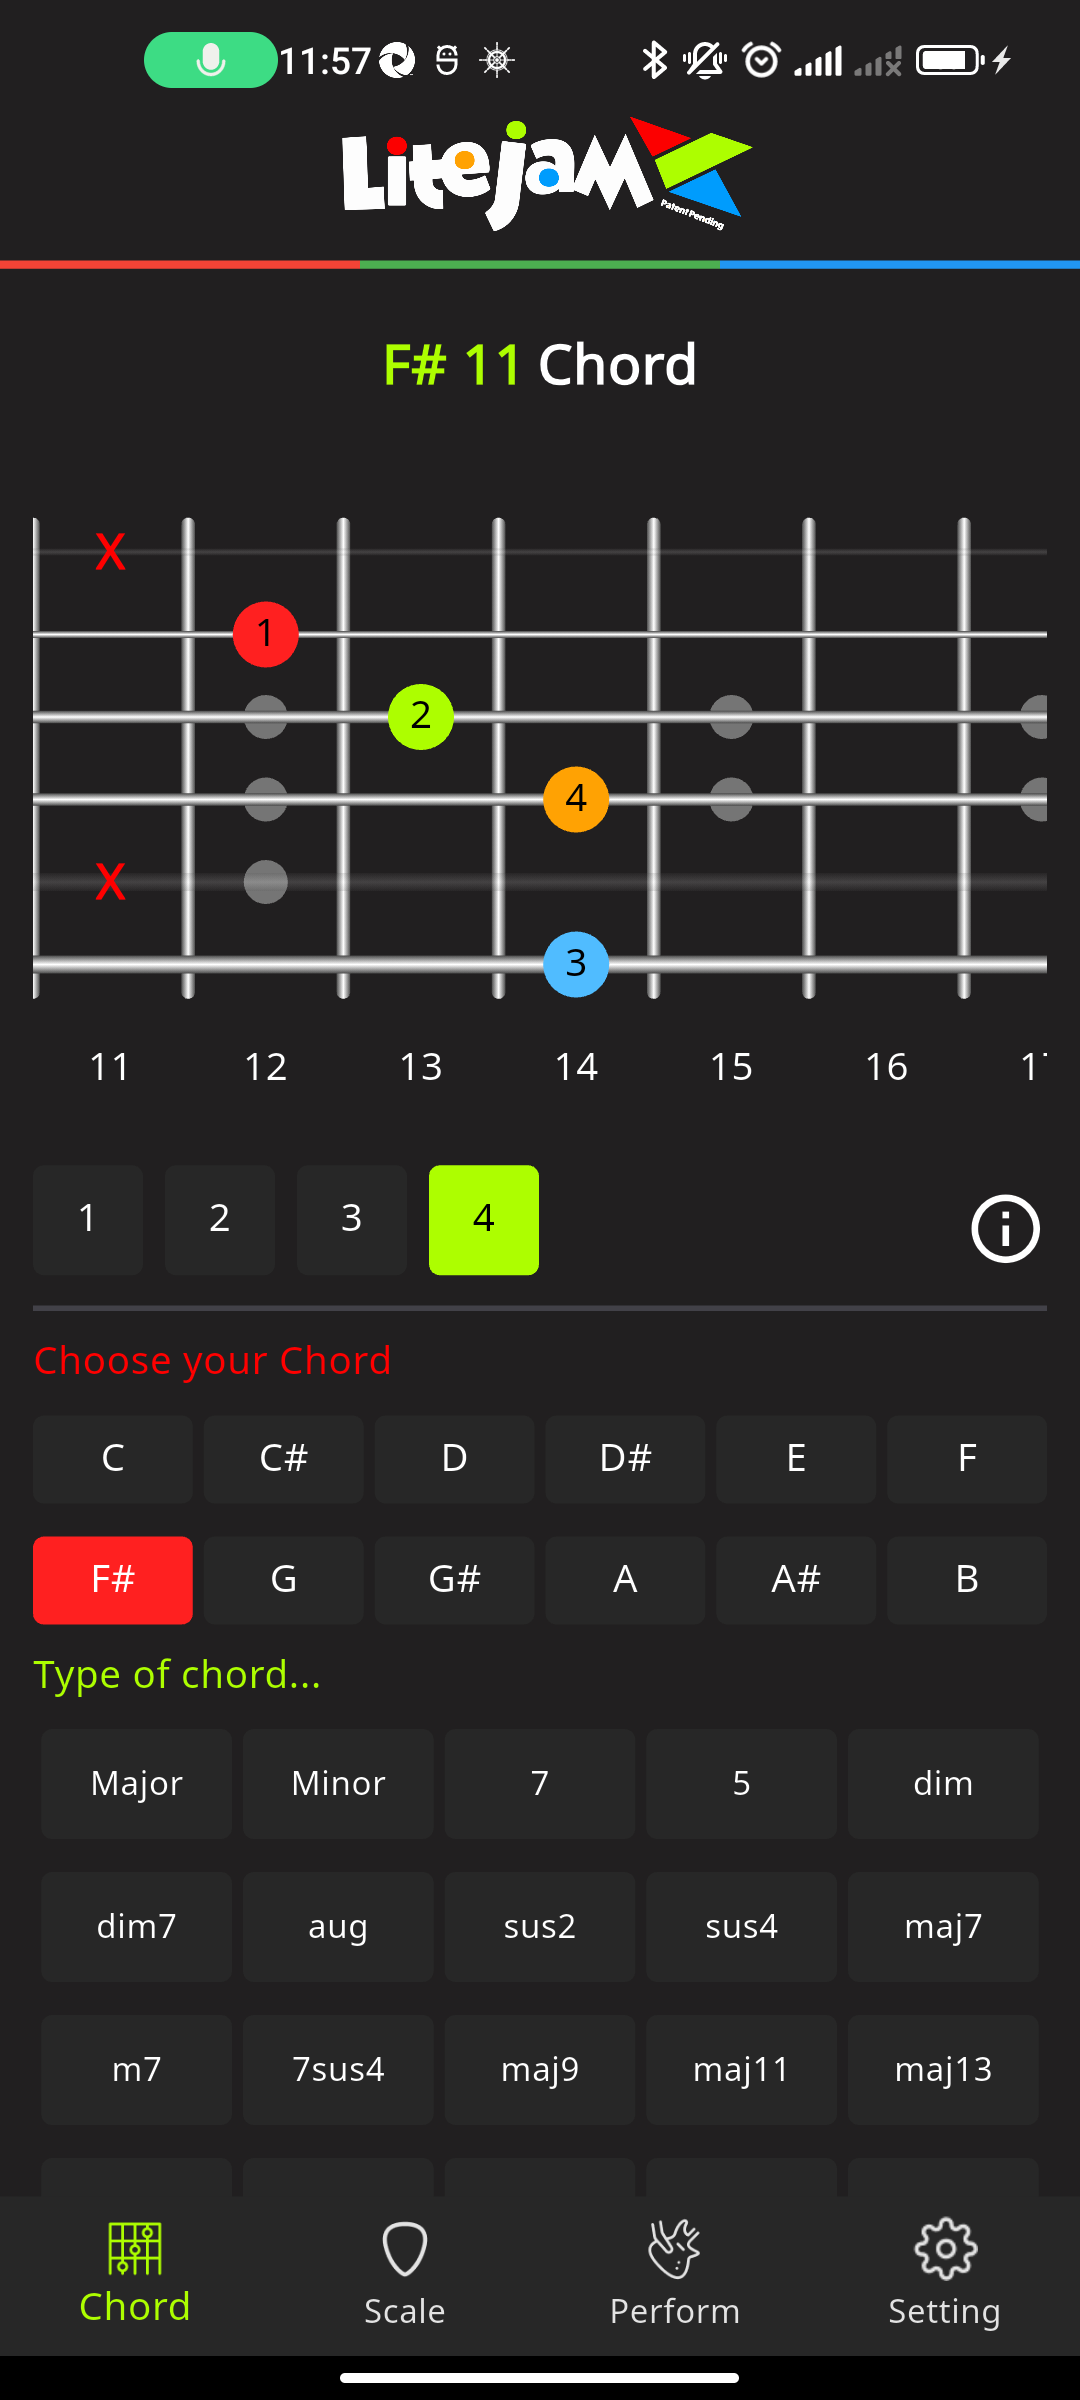 11:57
LiteJam
Patent Pending
F# 11 Chord
X
1
2
4
X
3
11 12 13 14 15 16
1 2 3 4
Choose your Chord
C C# D D# E F
F# G G# A A# B
Type of chord...
Major Minor 7 5 dim
dim7 aug sus2 sus4 maj7
m7 7sus4 maj9 maj11 maj13
Chord Scale Perform Setting